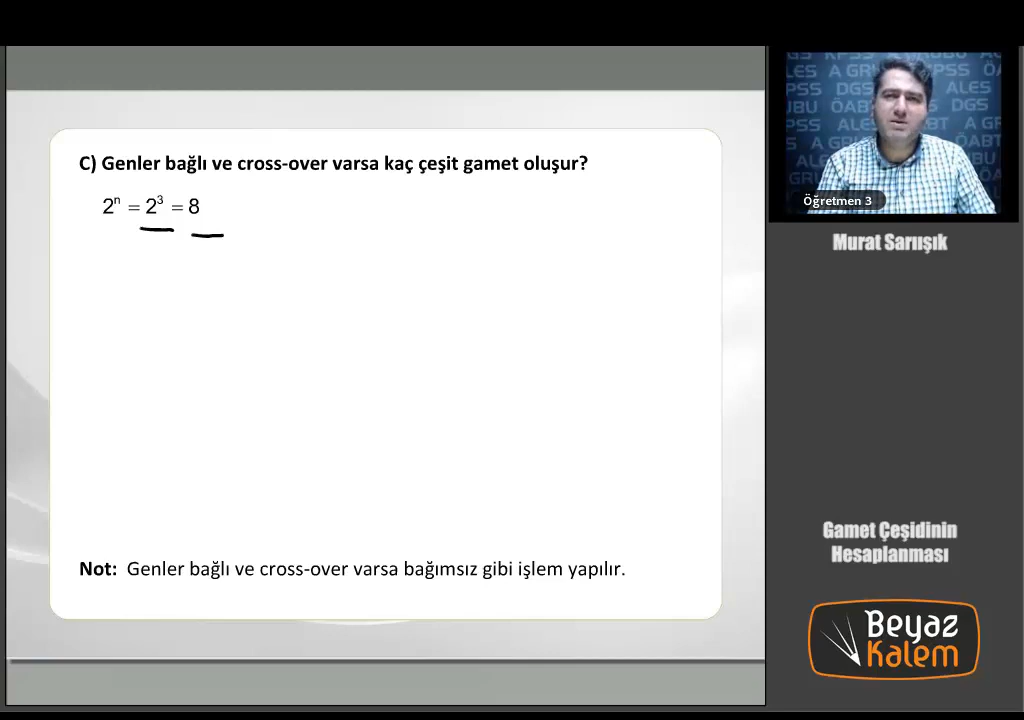 C) Genler bağlı ve cross-over varsa kaç çeşit gamet oluşur?
2ⁿ = 2³ = 8
Not: Genler bağlı ve cross-over varsa bağımsız gibi işlem yapılır.
Öğretmen 3
Murat Sarıışık
Gamet Çeşidinin
Hesaplanması
Beyaz
Kalem